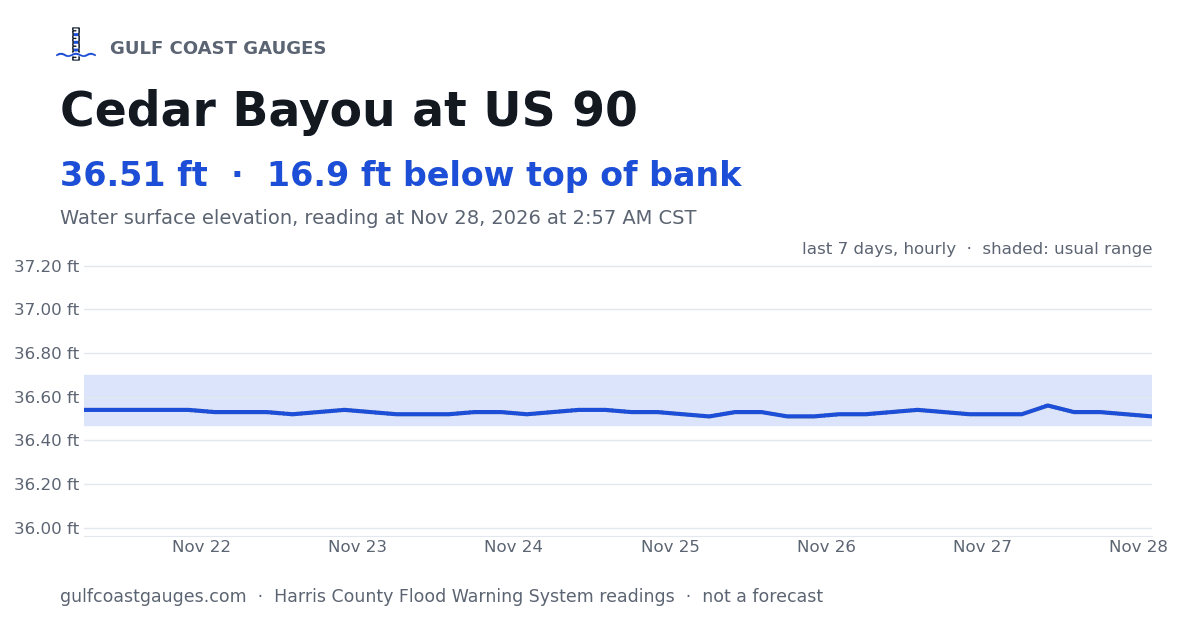 GULF COAST GAUGES
Cedar Bayou at US 90
36.51 ft · 16.9 ft below top of bank
Water surface elevation, reading at Nov 28, 2026 at 2:57 AM CST
last 7 days, hourly · shaded: usual range
37.20 ft
37.00 ft
36.80 ft
36.60 ft
36.40 ft
36.20 ft
36.00 ft
Nov 22 Nov 23 Nov 24 Nov 25 Nov 26 Nov 27 Nov 28
gulfcoastgauges.com · Harris County Flood Warning System readings · not a forecast